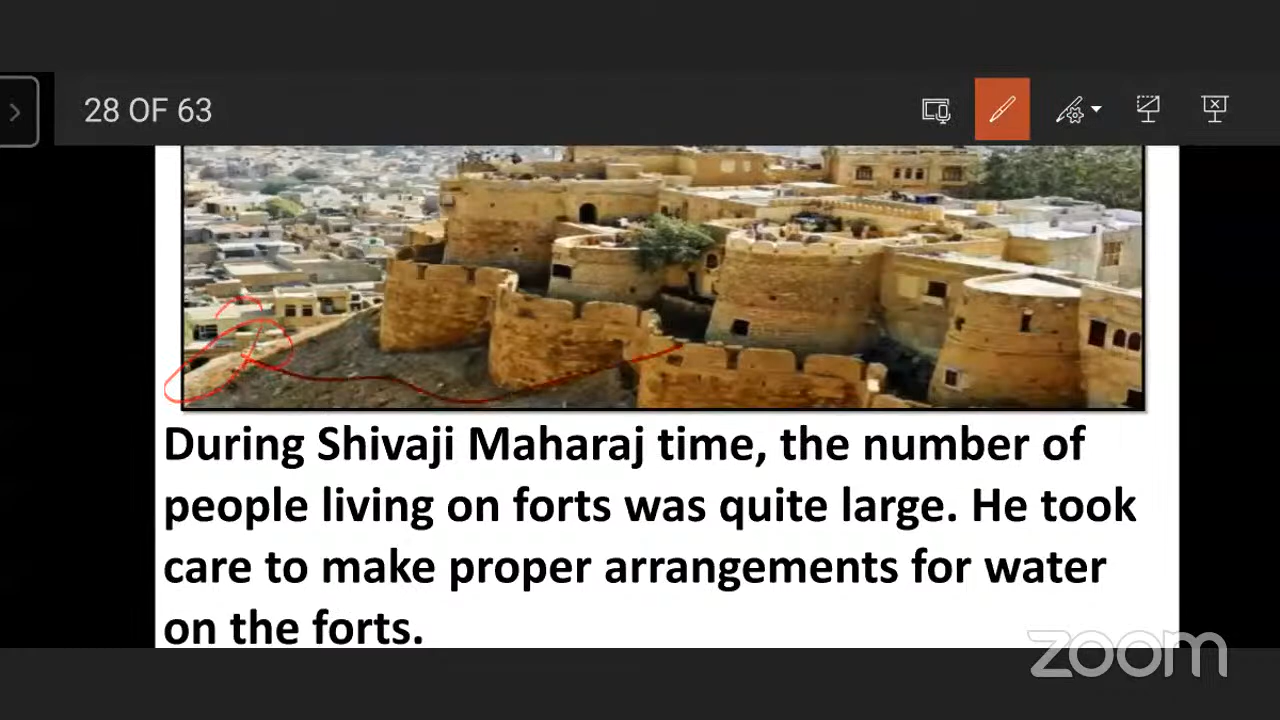 28 OF 63
During Shivaji Maharaj time, the number of
people living on forts was quite large. He took
care to make proper arrangements for water
on the forts.
zoom